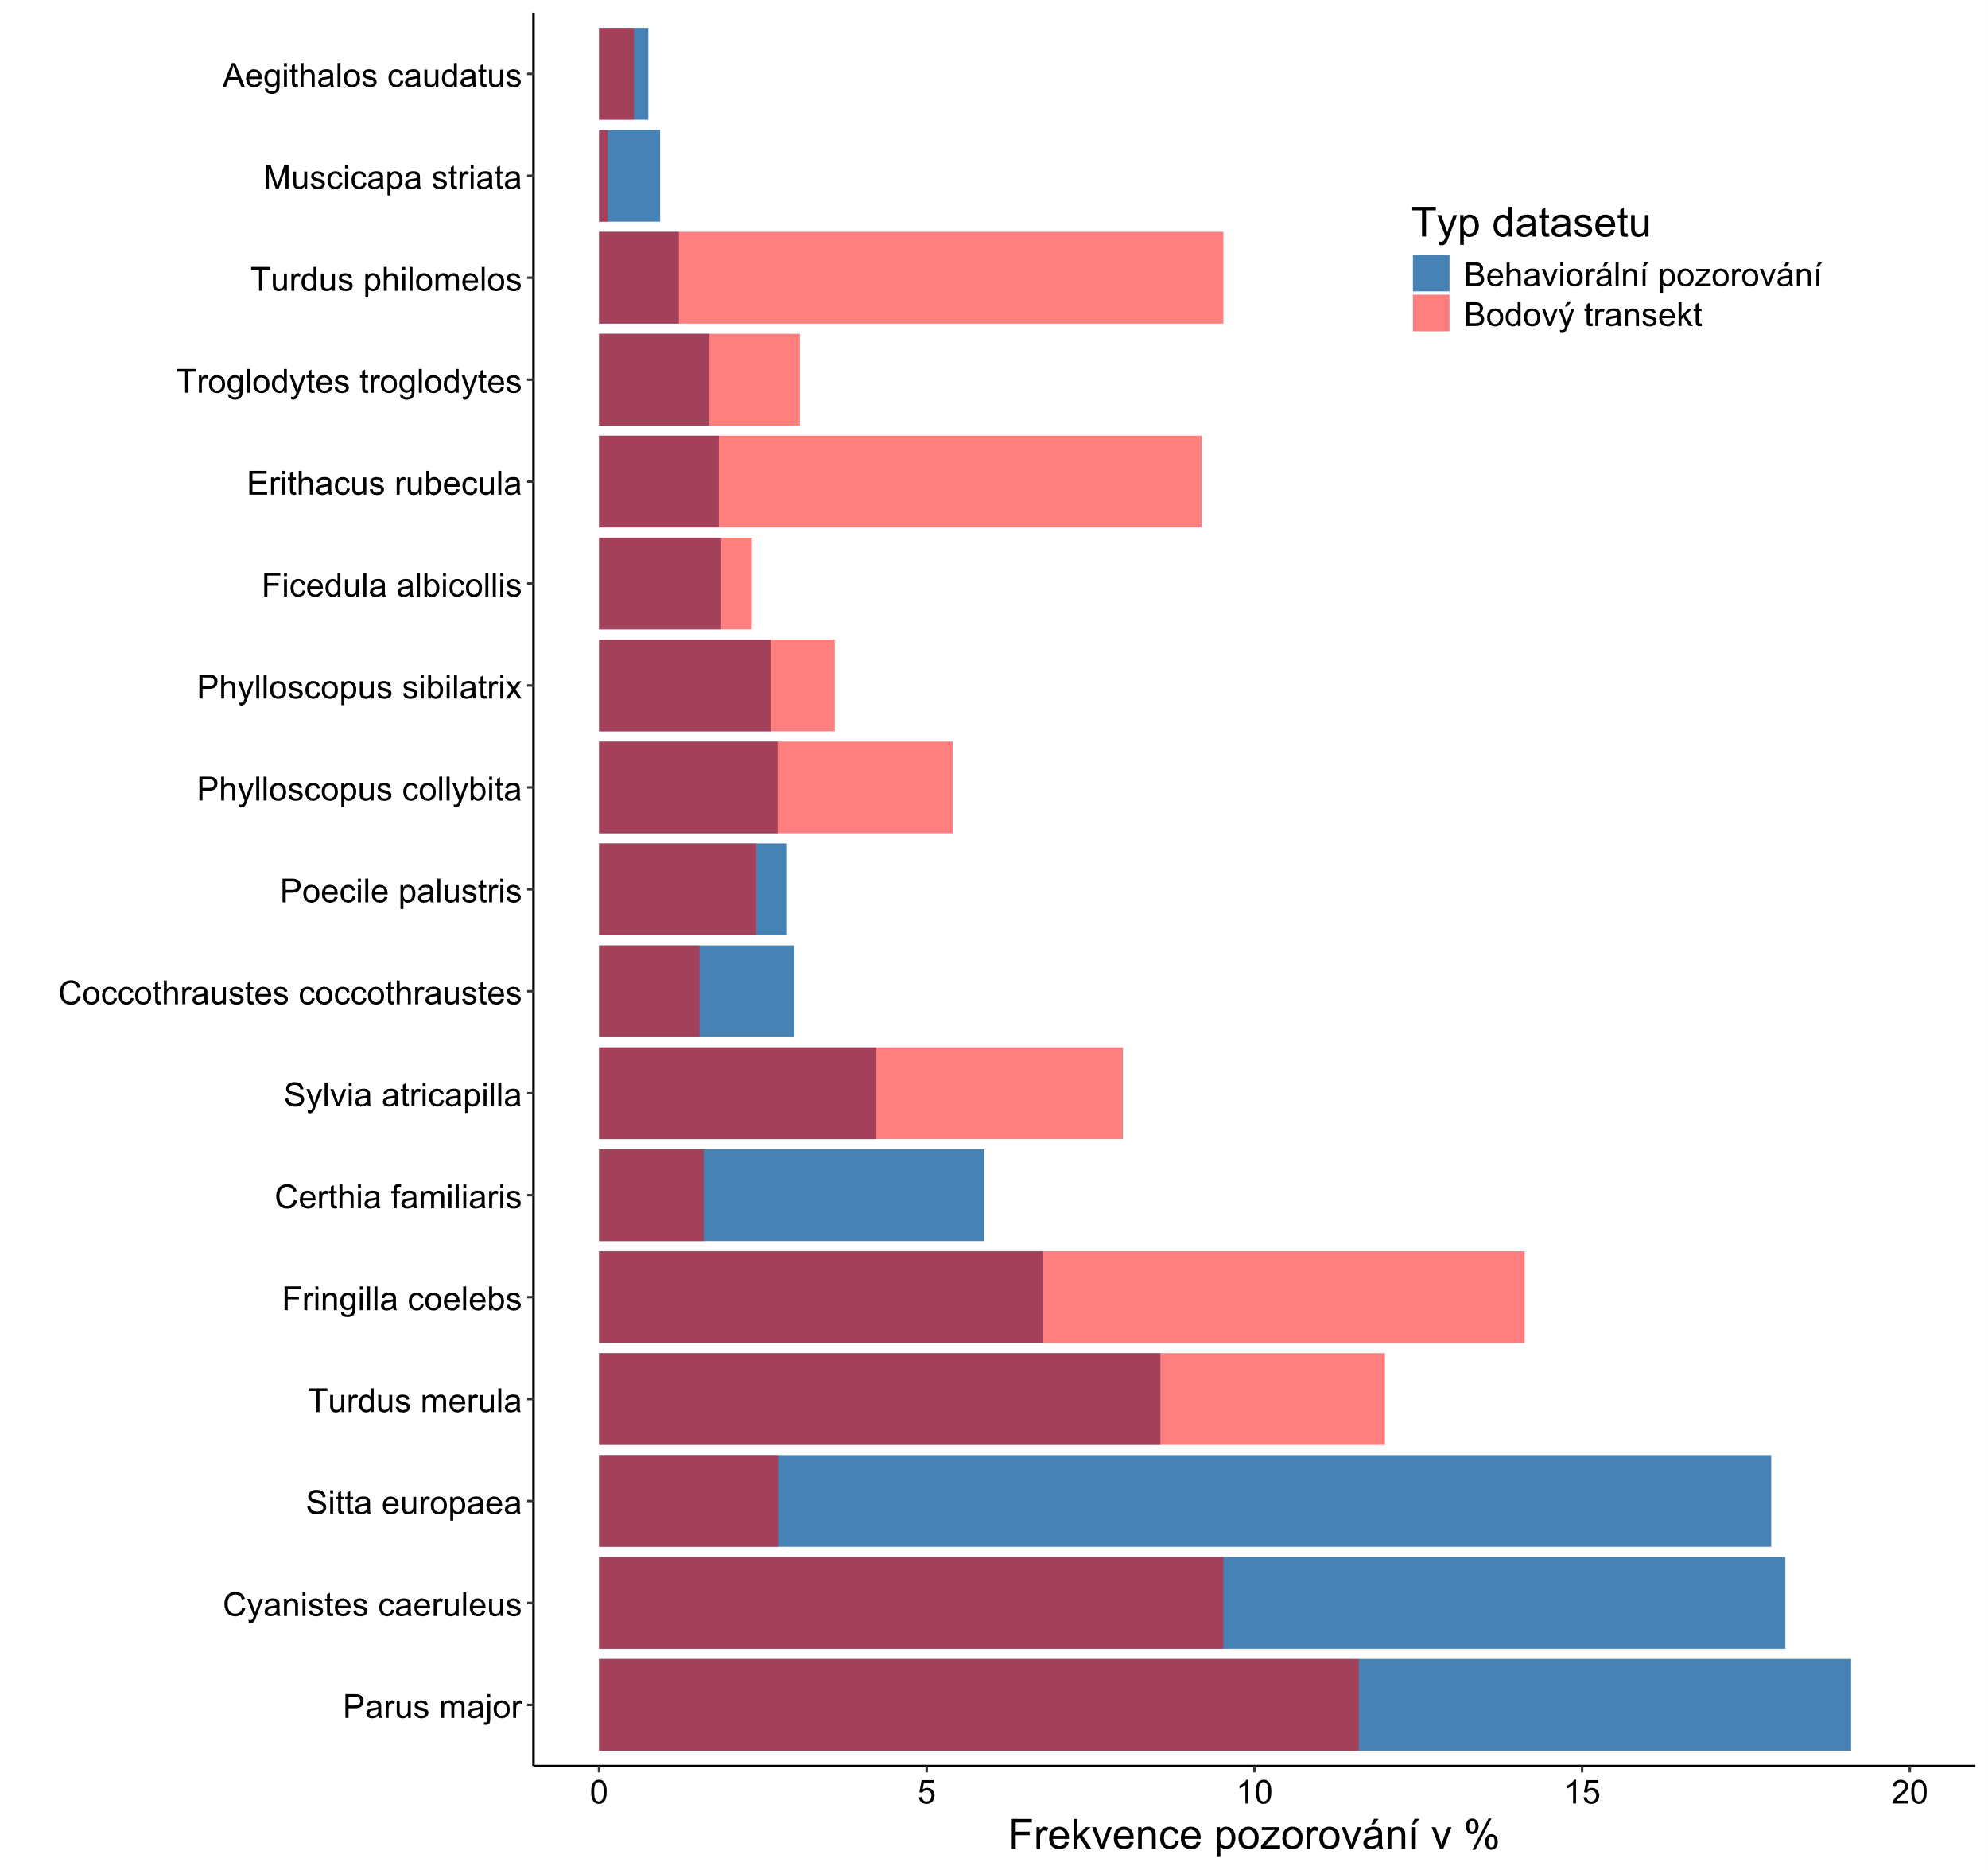 Aegithalos caudatus
Muscicapa striata
Turdus philomelos
Troglodytes troglodytes
Erithacus rubecula
Ficedula albicollis
Phylloscopus sibilatrix
Phylloscopus collybita
Poecile palustris
Coccothraustes coccothraustes
Sylvia atricapilla
Certhia familiaris
Fringilla coelebs
Turdus merula
Sitta europaea
Cyanistes caeruleus
Parus major
Typ datasetu
Behaviorální pozorování
Bodový transekt
0 5 10 15 20
Frekvence pozorování v %